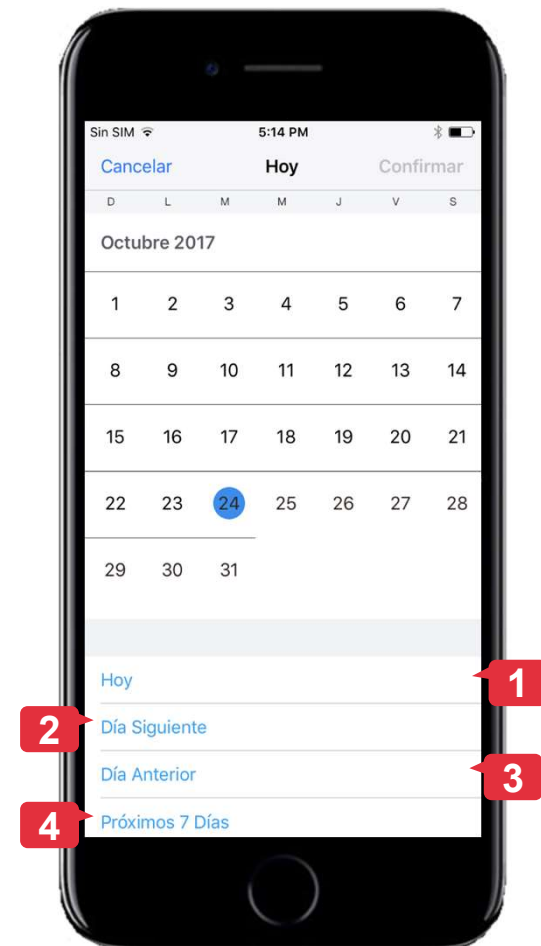 Sin SIM 5:14 PM
Cancelar Hoy Confirmar
D L M M J V S
Octubre 2017
1 2 3 4 5 6 7
8 9 10 11 12 13 14
15 16 17 18 19 20 21
22 23 24 25 26 27 28
29 30 31
Hoy 1
2 Día Siguiente
Día Anterior 3
4 Próximos 7 Días